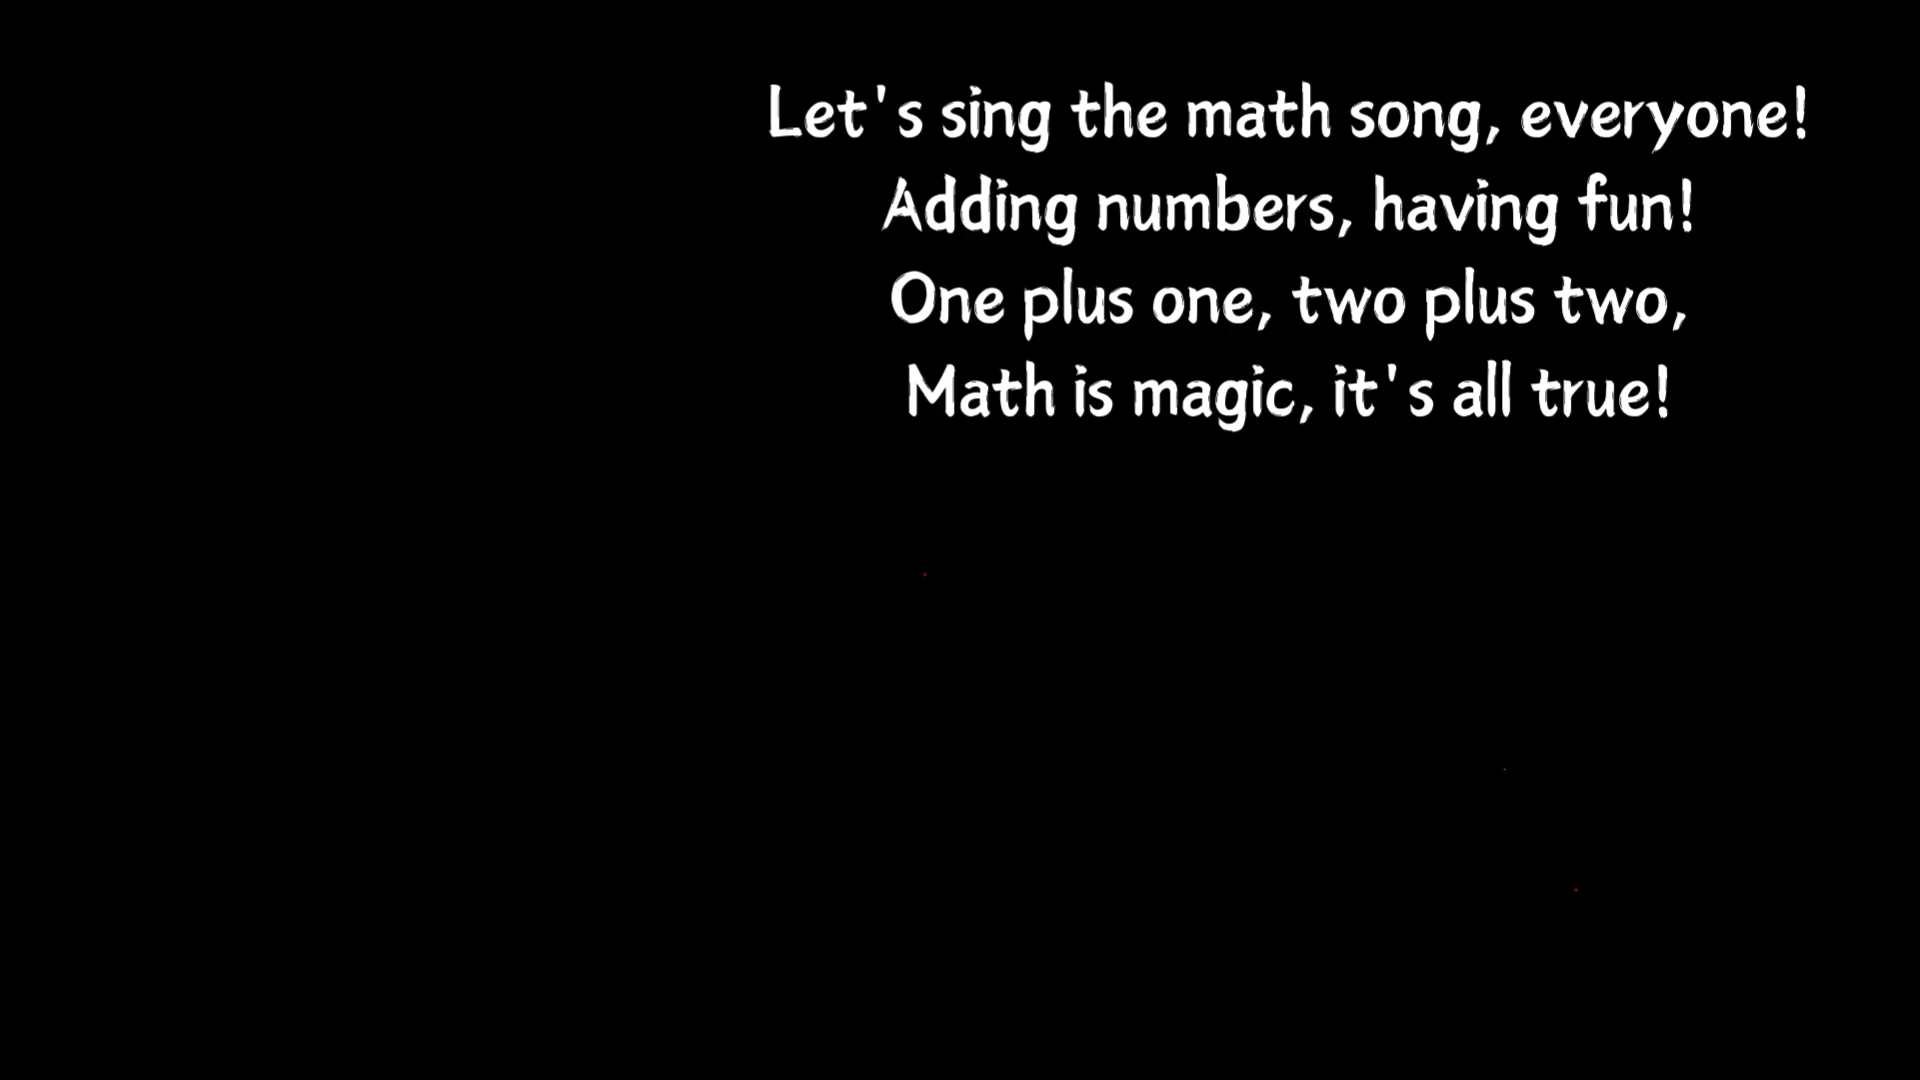 Let's sing the math song, everyone!
Adding numbers, having fun!
One plus one, two plus two,
Math is magic, it's all true!